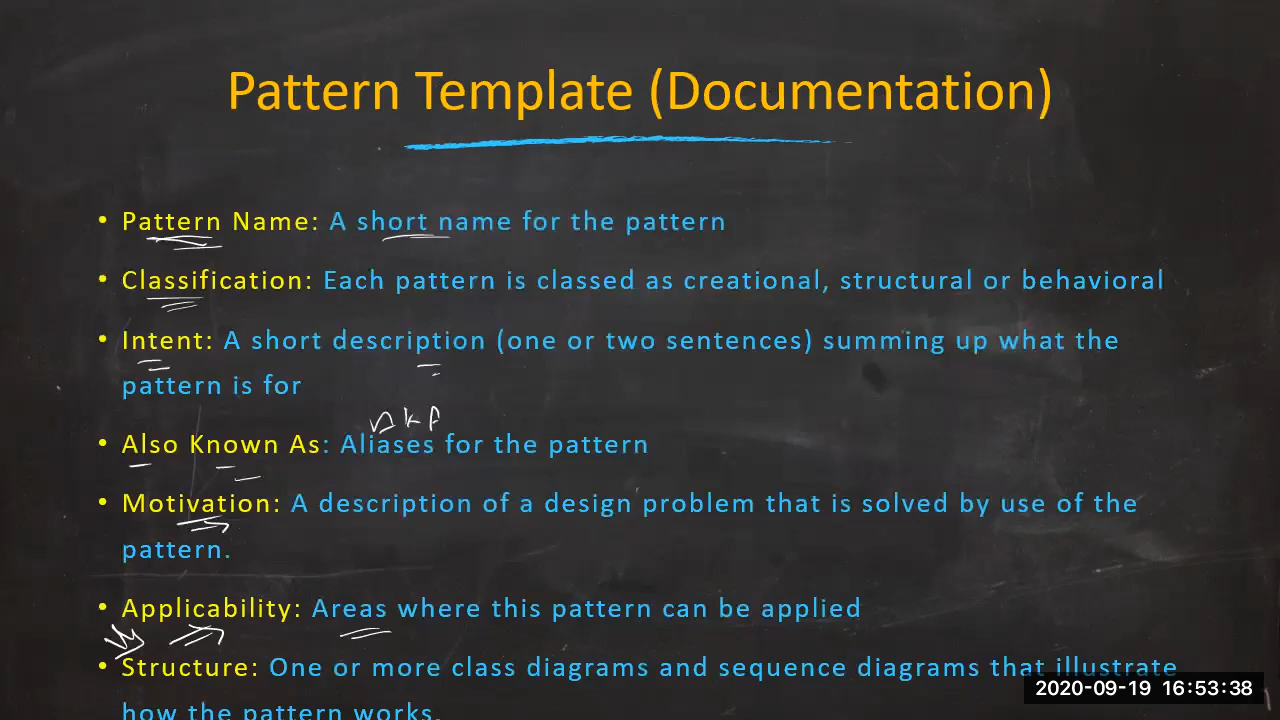 Pattern Template (Documentation)
• Pattern Name: A short name for the pattern
• Classification: Each pattern is classed as creational, structural or behavioral
• Intent: A short description (one or two sentences) summing up what the
pattern is for
• Also Known As: Aliases for the pattern
• Motivation: A description of a design problem that is solved by use of the
pattern.
• Applicability: Areas where this pattern can be applied
• Structure: One or more class diagrams and sequence diagrams that illustrate
how the pattern works.
2020-09-19 16:53:38